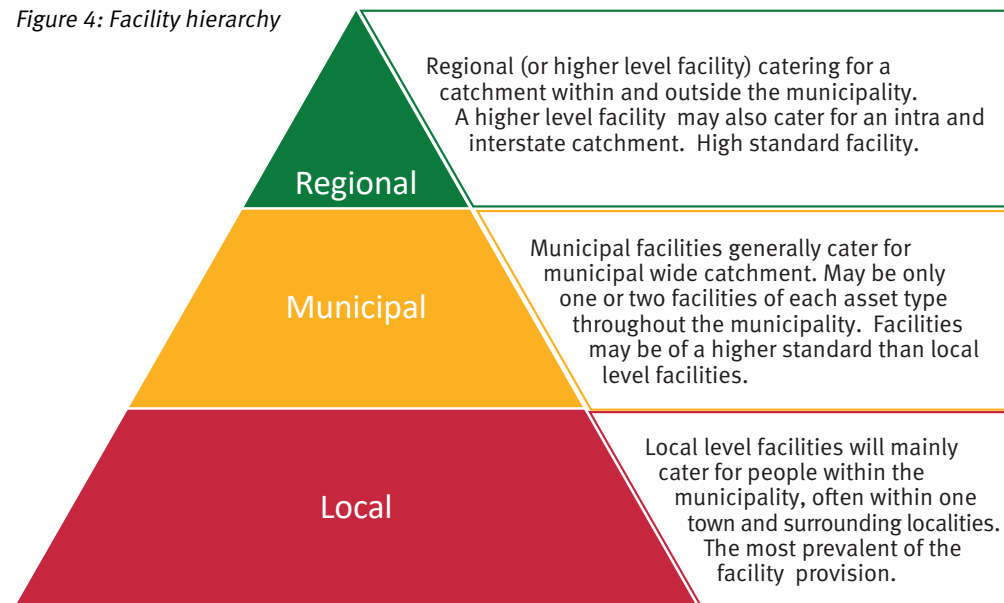 Figure 4: Facility hierarchy
Regional (or higher level facility) catering for a
catchment within and outside the municipality.
A higher level facility may also cater for an intra and
interstate catchment. High standard facility.
Regional
Municipal facilities generally cater for
municipal wide catchment. May be only
one or two facilities of each asset type
throughout the municipality. Facilities
may be of a higher standard than local
level facilities.
Municipal
Local level facilities will mainly
cater for people within the
municipality, often within one
town and surrounding localities.
The most prevalent of the
facility provision.
Local